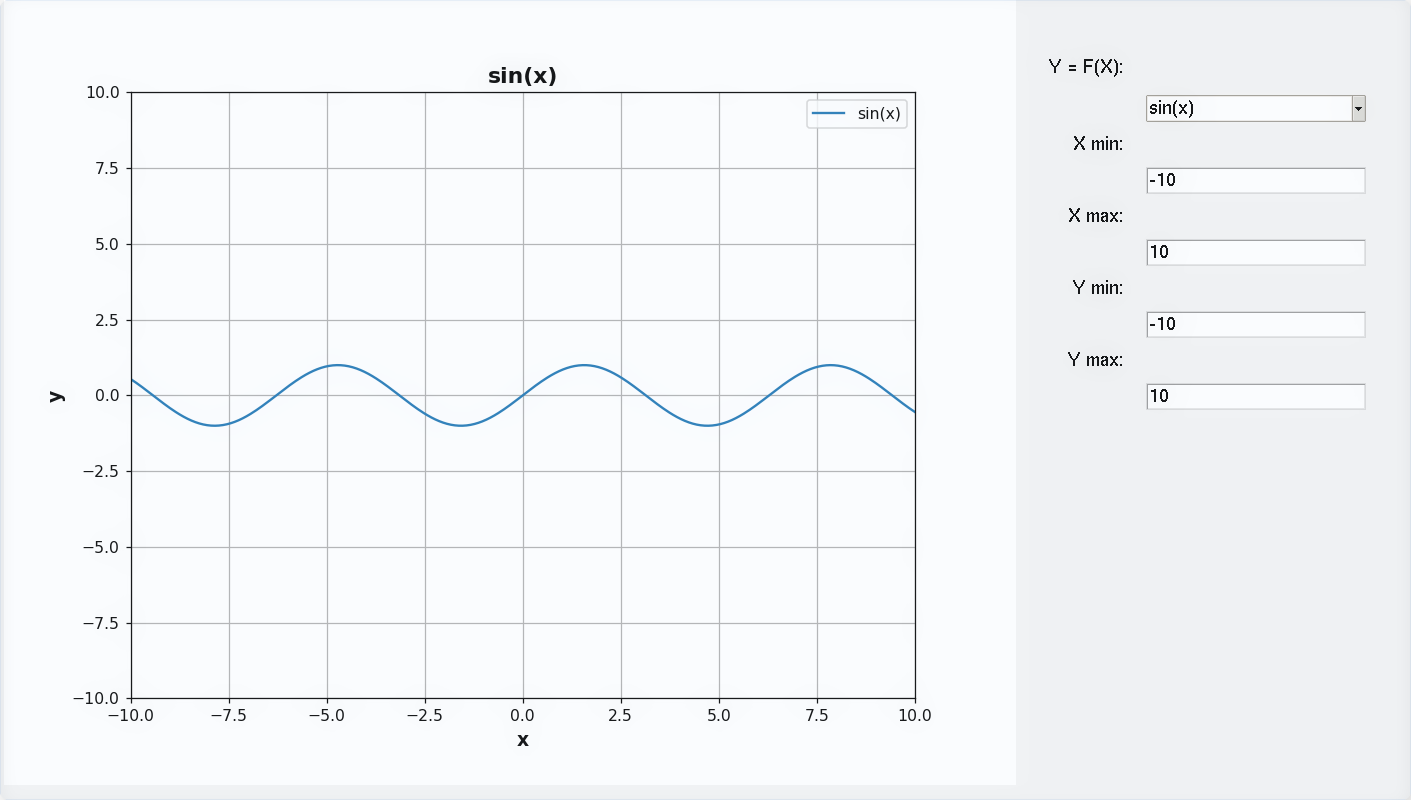 sin(x)
sin(x)
10.0
7.5
5.0
2.5
0.0
−2.5
−5.0
−7.5
−10.0
y
−10.0 −7.5 −5.0 −2.5 0.0 2.5 5.0 7.5 10.0
x
Y = F(X):
sin(x)
X min:
-10
X max:
10
Y min:
-10
Y max:
10